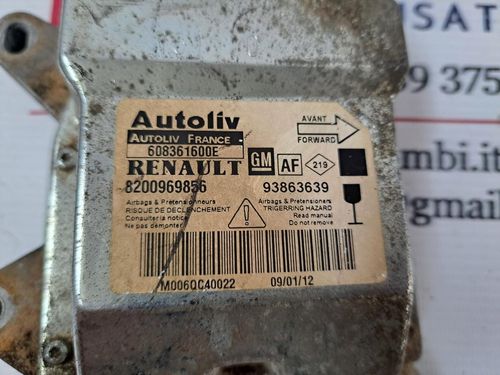 USAT
9 375
mbi.it
gmail
Autoliv
AUTOLIV FRANCE
608361600E
AVANT
FORWARD
RENAULT GM AF 219
8200969856 93863639
Airbags & Pretensionneurs
RISQUE DE DECLENCHEMENT
Consulter la notice
Ne pas demonter
Airbags & Pretensioners
TRIGERRING HAZARD
Read manual
Do not remove
M006QC40022 09/01/12